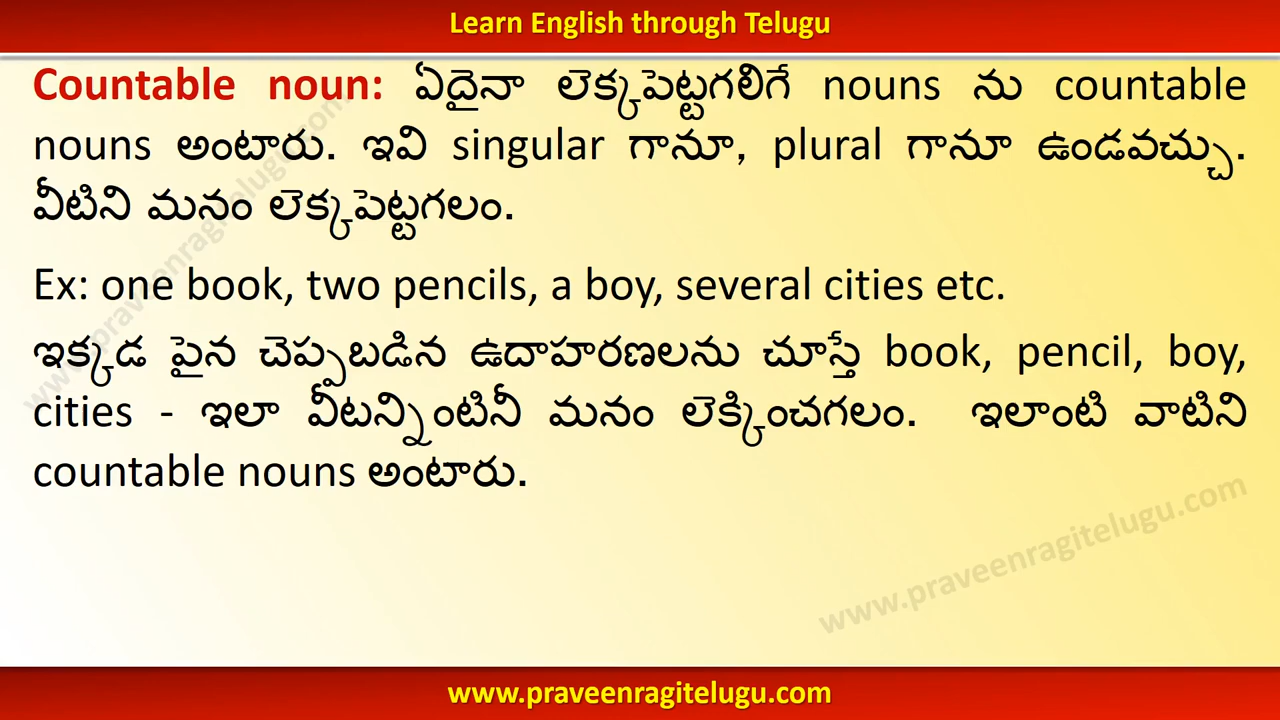 Learn English through Telugu
Countable noun: ఏదైనా లెక్కపెట్టగలిగే nouns ను countable
nouns అంటారు. ఇవి singular గానూ, plural గానూ ఉండవచ్చు.
వీటిని మనం లెక్కపెట్టగలం.
Ex: one book, two pencils, a boy, several cities etc.
ఇక్కడ పైన చెప్పబడిన ఉదాహరణలను చూస్తే book, pencil, boy,
cities - ఇలా వీటన్నింటినీ మనం లెక్కించగలం. ఇలాంటి వాటిని
countable nouns అంటారు.
www.praveenragitelugu.com
www.praveenragitelugu.com
www.praveenragitelugu.com